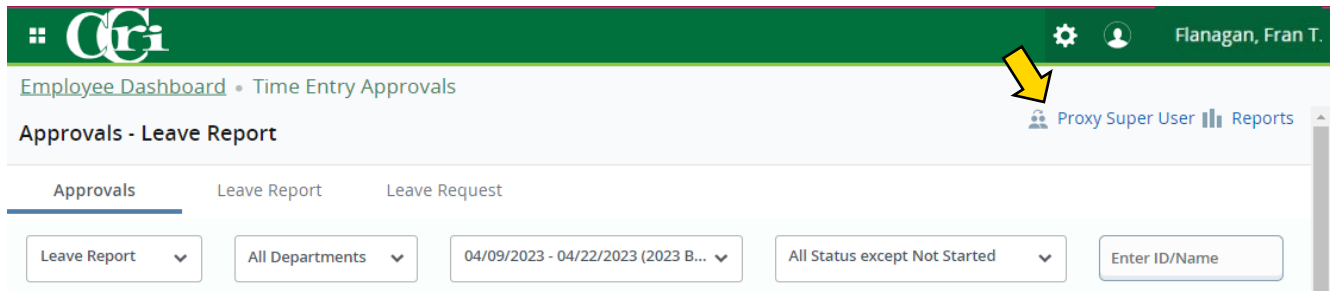 CCri
Flanagan, Fran T.
Employee Dashboard • Time Entry Approvals
Proxy Super User Reports
Approvals - Leave Report
Approvals Leave Report Leave Request
Leave Report All Departments 04/09/2023 - 04/22/2023 (2023 B... All Status except Not Started Enter ID/Name